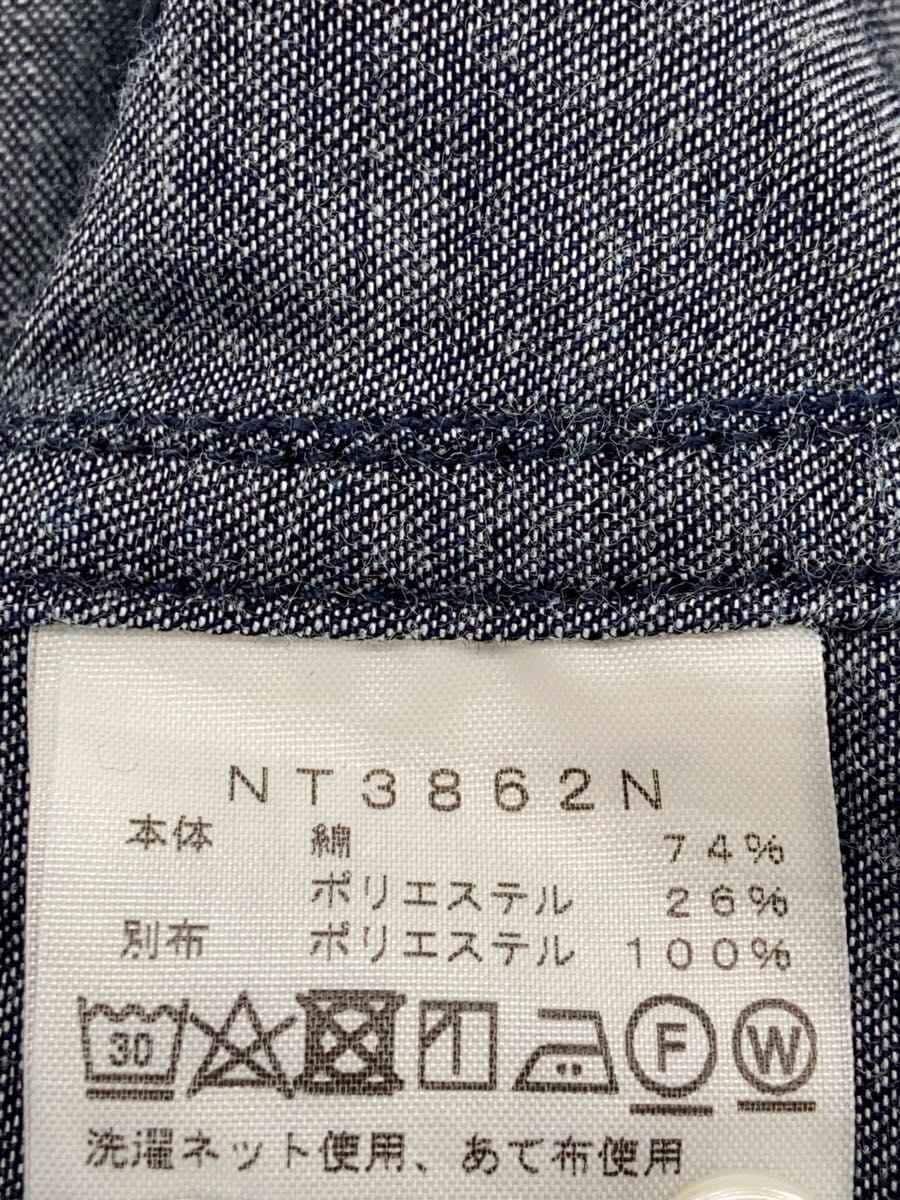 NT3862N
本体 綿 74%
ポリエステル 26%
別布 ポリエステル 100%
30 F W
洗濯ネット使用、あて布使用